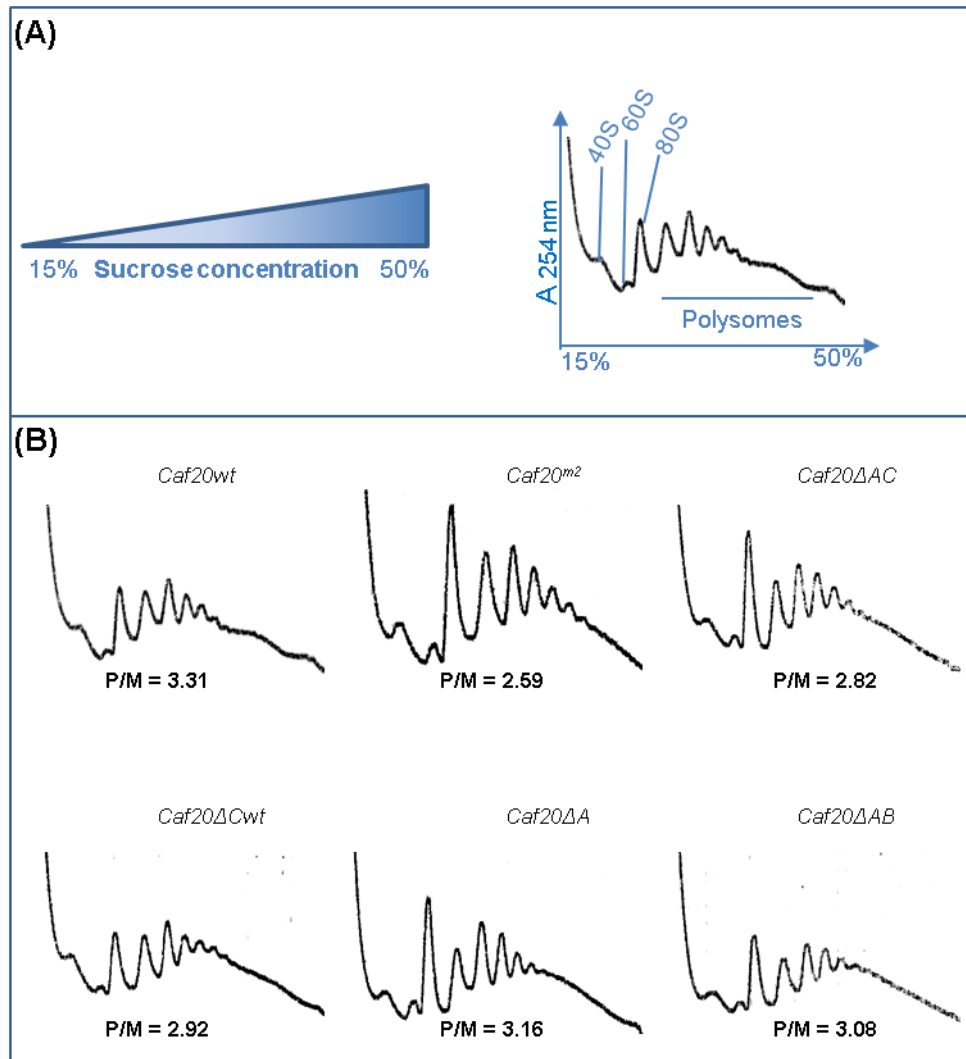 (A)
40S
60S
80S
A 254 nm
Polysomes
15% Sucrose concentration 50%
15%
50%
(B)
Caf20wt
Caf20ᵐ²
Caf20ΔAC
P/M = 3.31
P/M = 2.59
P/M = 2.82
Caf20ΔCwt
Caf20ΔA
Caf20ΔAB
P/M = 2.92
P/M = 3.16
P/M = 3.08